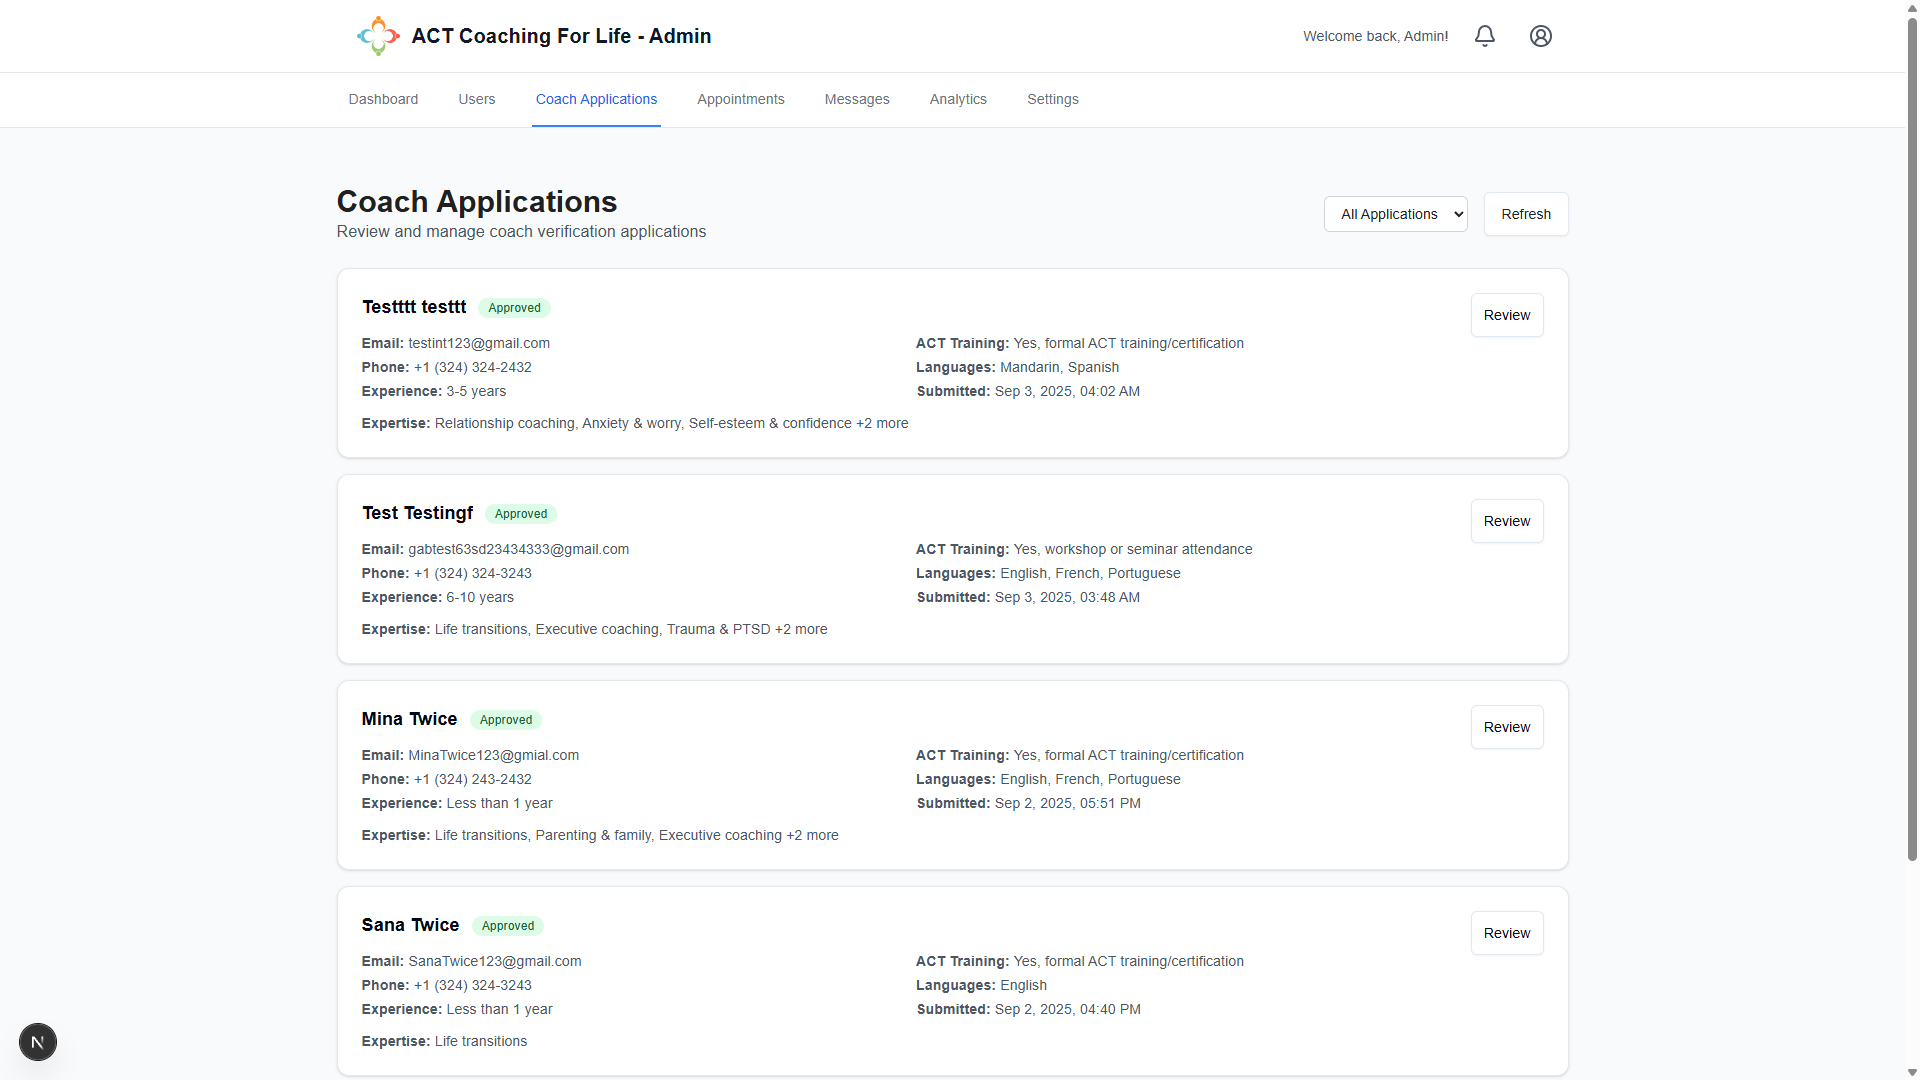 ACT Coaching For Life - Admin
Welcome back, Admin!
Dashboard Users Coach Applications Appointments Messages Analytics Settings
Coach Applications
Review and manage coach verification applications
All Applications
Refresh
Testttt testtt Approved
Review
Email: testint123@gmail.com
ACT Training: Yes, formal ACT training/certification
Phone: +1 (324) 324-2432
Languages: Mandarin, Spanish
Experience: 3-5 years
Submitted: Sep 3, 2025, 04:02 AM
Expertise: Relationship coaching, Anxiety & worry, Self-esteem & confidence +2 more
Test Testingf Approved
Review
Email: gabtest63sd23434333@gmail.com
ACT Training: Yes, workshop or seminar attendance
Phone: +1 (324) 324-3243
Languages: English, French, Portuguese
Experience: 6-10 years
Submitted: Sep 3, 2025, 03:48 AM
Expertise: Life transitions, Executive coaching, Trauma & PTSD +2 more
Mina Twice Approved
Review
Email: MinaTwice123@gmial.com
ACT Training: Yes, formal ACT training/certification
Phone: +1 (324) 243-2432
Languages: English, French, Portuguese
Experience: Less than 1 year
Submitted: Sep 2, 2025, 05:51 PM
Expertise: Life transitions, Parenting & family, Executive coaching +2 more
Sana Twice Approved
Review
Email: SanaTwice123@gmail.com
ACT Training: Yes, formal ACT training/certification
Phone: +1 (324) 324-3243
Languages: English
Experience: Less than 1 year
Submitted: Sep 2, 2025, 04:40 PM
Expertise: Life transitions
N